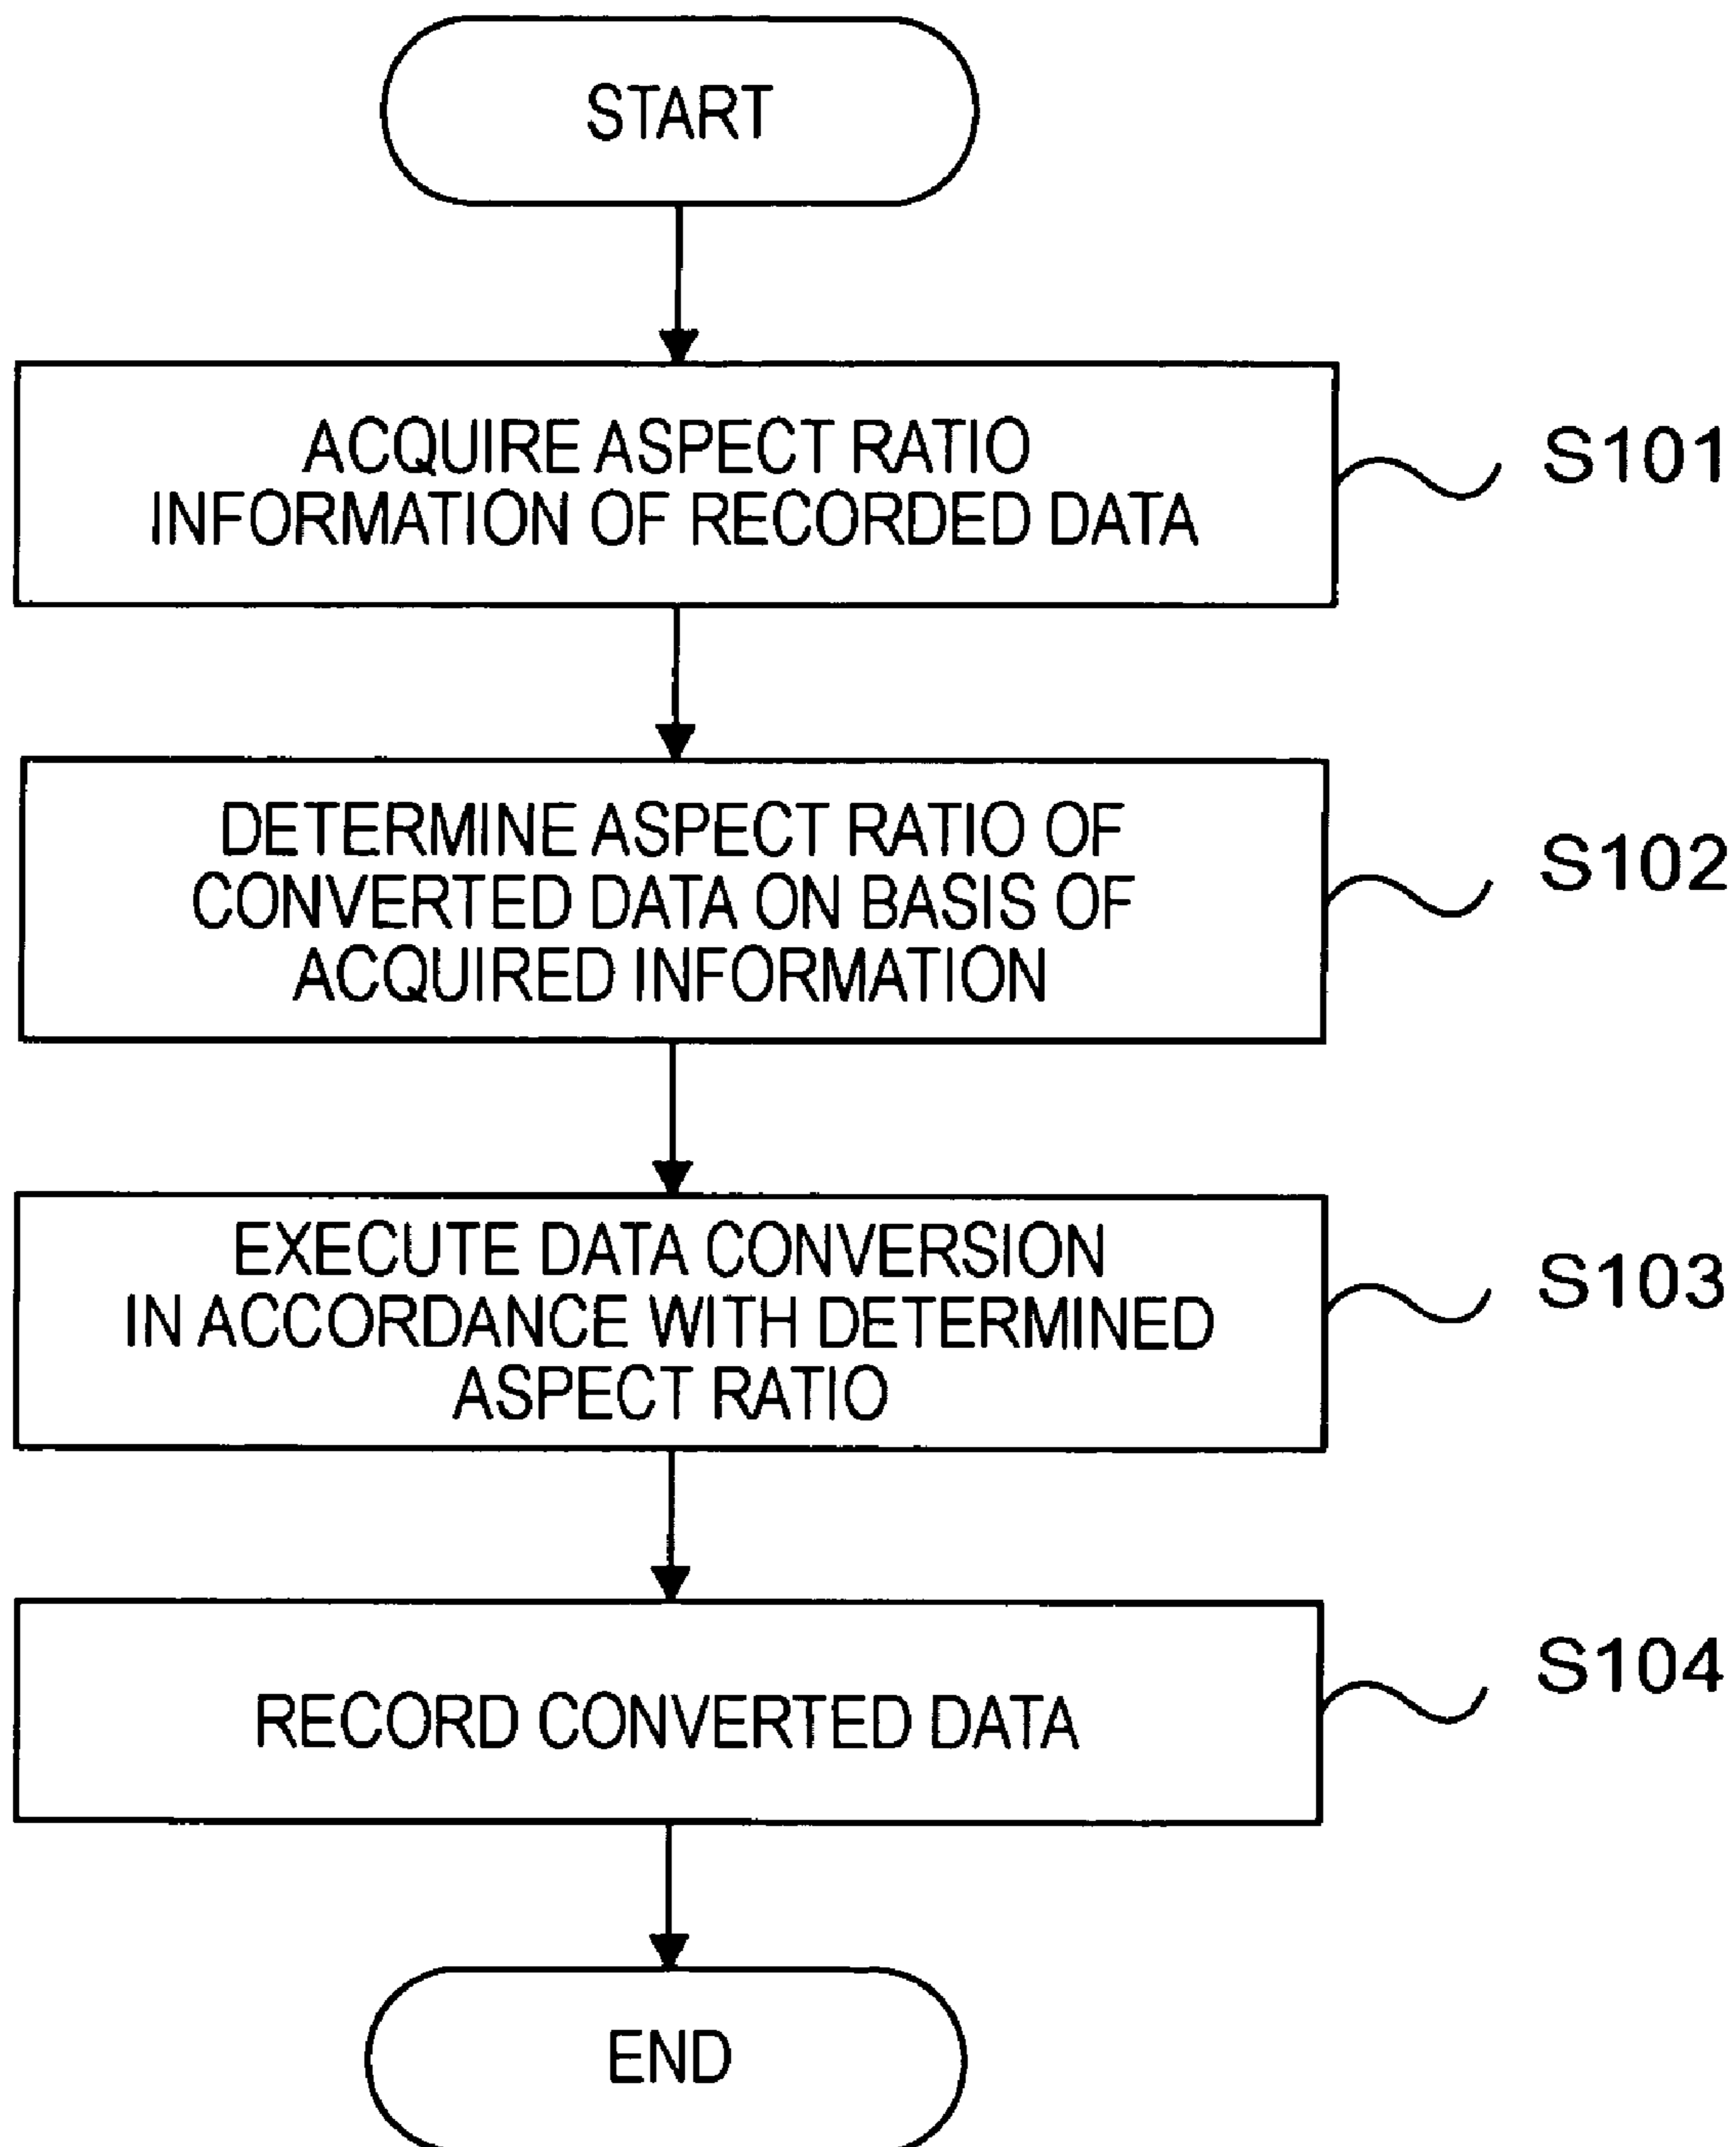 START
ACQUIRE ASPECT RATIO
INFORMATION OF RECORDED DATA
S101
DETERMINE ASPECT RATIO OF
CONVERTED DATA ON BASIS OF
ACQUIRED INFORMATION
S102
EXECUTE DATA CONVERSION
IN ACCORDANCE WITH DETERMINED
ASPECT RATIO
S103
RECORD CONVERTED DATA
S104
END